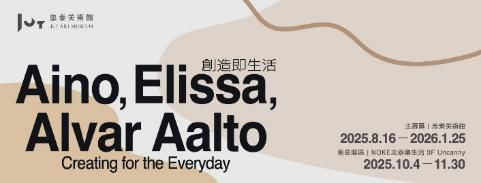 JUT 忠泰美術館
JUT ART MUSEUM
創造即生活
Aino, Elissa,
Alvar Aalto
Creating for the Everyday
主展區｜忠泰美術館
2025.8.16 — 2026.1.25
衛星展區｜NOKE忠泰樂生活 3F Uncanny
2025.10.4 — 11.30